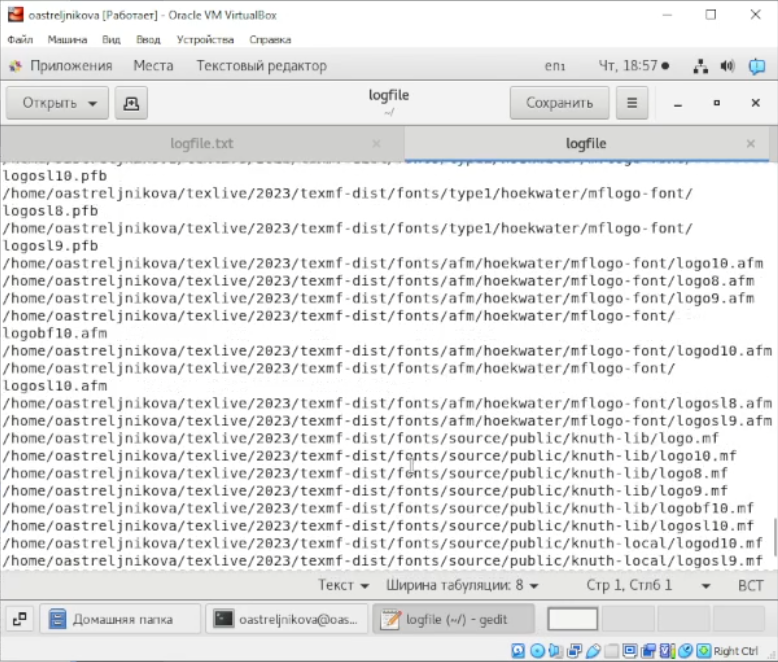 oastreljnikova [Работает] - Oracle VM VirtualBox
Файл Машина Вид Ввод Устройства Справка
Приложения Места Текстовый редактор en1 Чт, 18:57
Открыть logfile ~/ Сохранить
logfile.txt logfile
logosl10.pfb
/home/oastreljnikova/texlive/2023/texmf-dist/fonts/type1/hoekwater/mflogo-font/
logosl8.pfb
/home/oastreljnikova/texlive/2023/texmf-dist/fonts/type1/hoekwater/mflogo-font/
logosl9.pfb
/home/oastreljnikova/texlive/2023/texmf-dist/fonts/afm/hoekwater/mflogo-font/logo10.afm
/home/oastreljnikova/texlive/2023/texmf-dist/fonts/afm/hoekwater/mflogo-font/logo8.afm
/home/oastreljnikova/texlive/2023/texmf-dist/fonts/afm/hoekwater/mflogo-font/logo9.afm
/home/oastreljnikova/texlive/2023/texmf-dist/fonts/afm/hoekwater/mflogo-font/
logobf10.afm
/home/oastreljnikova/texlive/2023/texmf-dist/fonts/afm/hoekwater/mflogo-font/logod10.afm
/home/oastreljnikova/texlive/2023/texmf-dist/fonts/afm/hoekwater/mflogo-font/
logosl10.afm
/home/oastreljnikova/texlive/2023/texmf-dist/fonts/afm/hoekwater/mflogo-font/logosl8.afm
/home/oastreljnikova/texlive/2023/texmf-dist/fonts/afm/hoekwater/mflogo-font/logosl9.afm
/home/oastreljnikova/texlive/2023/texmf-dist/fonts/source/public/knuth-lib/logo.mf
/home/oastreljnikova/texlive/2023/texmf-dist/fonts/source/public/knuth-lib/logo10.mf
/home/oastreljnikova/texlive/2023/texmf-dist/fonts/source/public/knuth-lib/logo8.mf
/home/oastreljnikova/texlive/2023/texmf-dist/fonts/source/public/knuth-lib/logo9.mf
/home/oastreljnikova/texlive/2023/texmf-dist/fonts/source/public/knuth-lib/logobf10.mf
/home/oastreljnikova/texlive/2023/texmf-dist/fonts/source/public/knuth-lib/logosl10.mf
/home/oastreljnikova/texlive/2023/texmf-dist/fonts/source/public/knuth-local/logod10.mf
/home/oastreljnikova/texlive/2023/texmf-dist/fonts/source/public/knuth-local/logosl9.mf
Текст Ширина табуляции: 8 Стр 1, Стлб 1 ВСТ
Домашняя папка oastreljnikova@oas... logfile (~/) - gedit
Right Ctrl